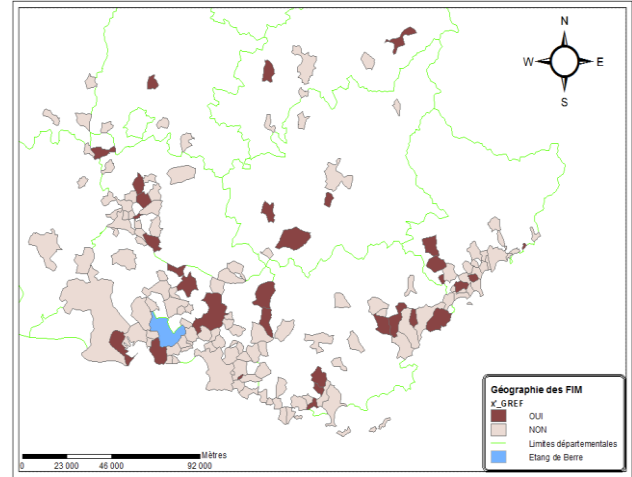 N
W E
S
Géographie des FIM
x'_GREF
OUI
NON
Limites départementales
Etang de Berre
Mètres
0 23 000 46 000 92 000